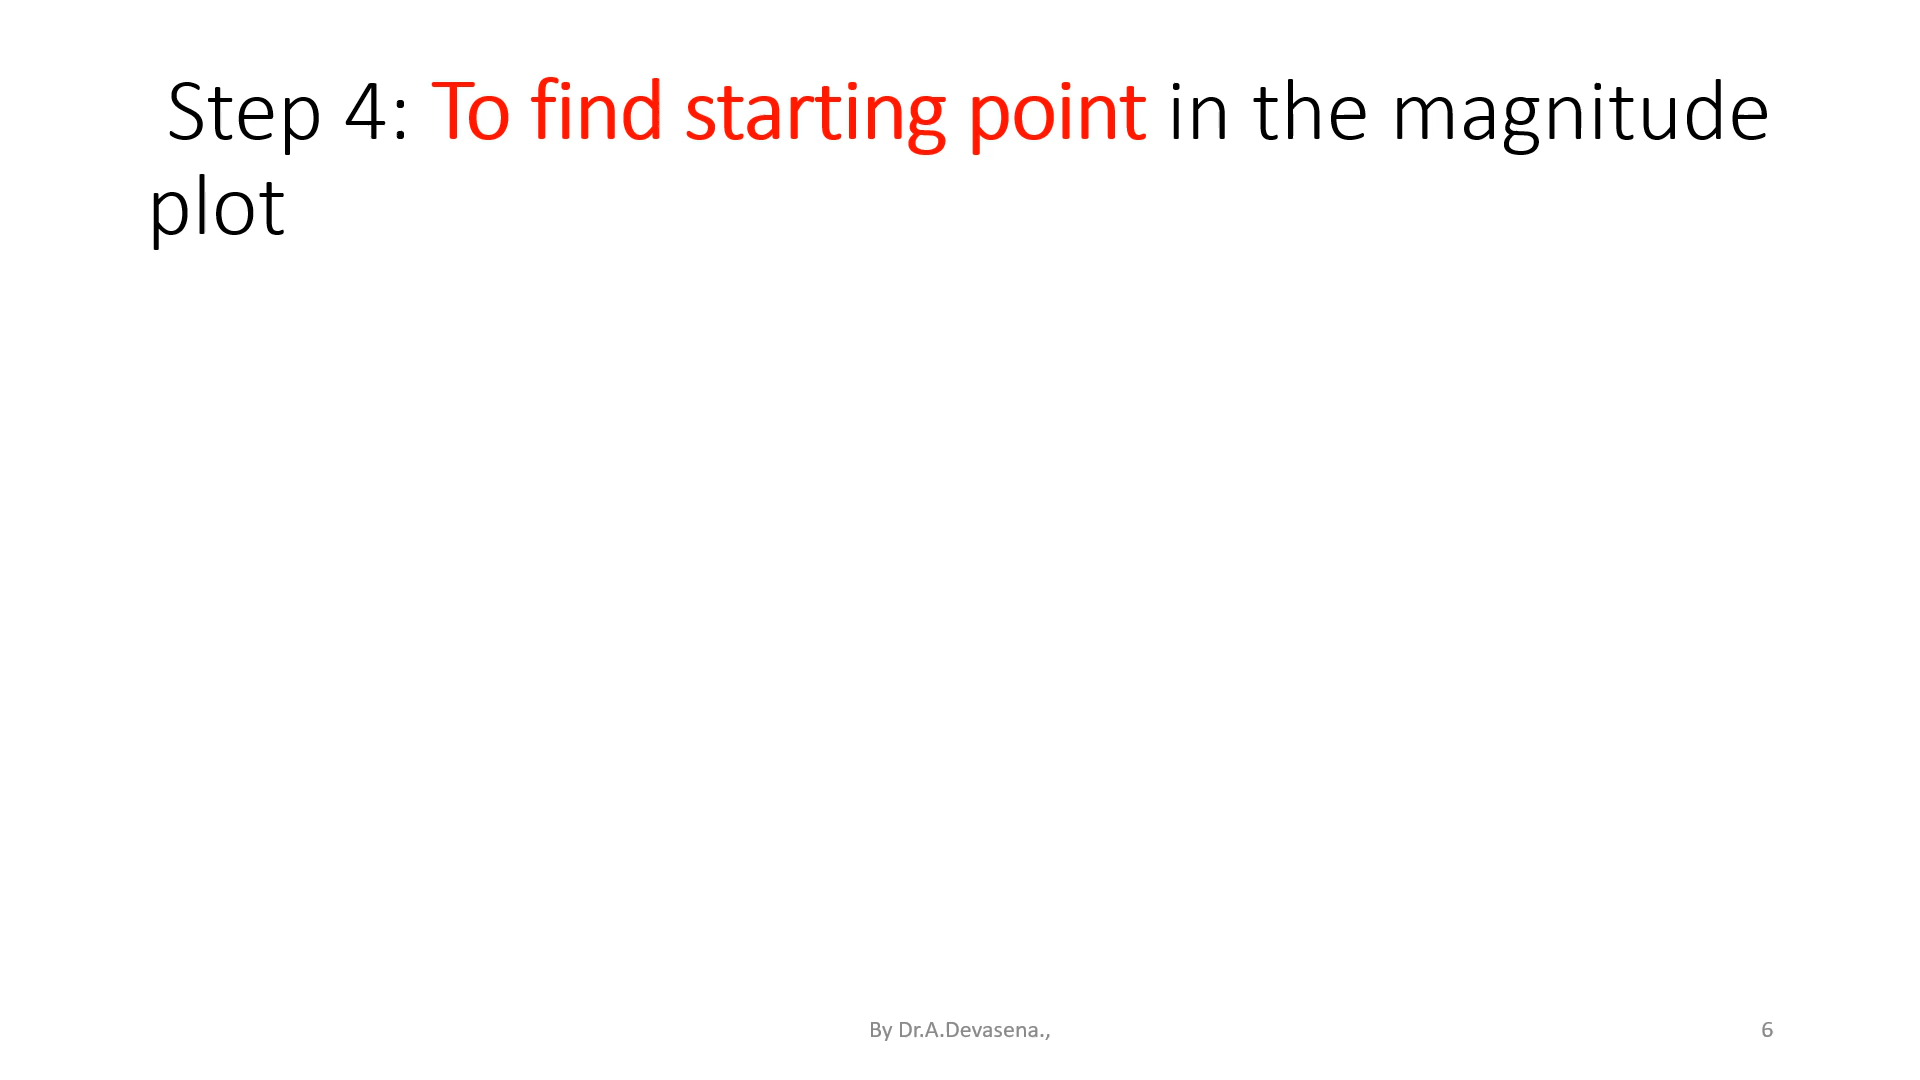 Step 4: To find starting point in the magnitude
plot
By Dr.A.Devasena.,
6